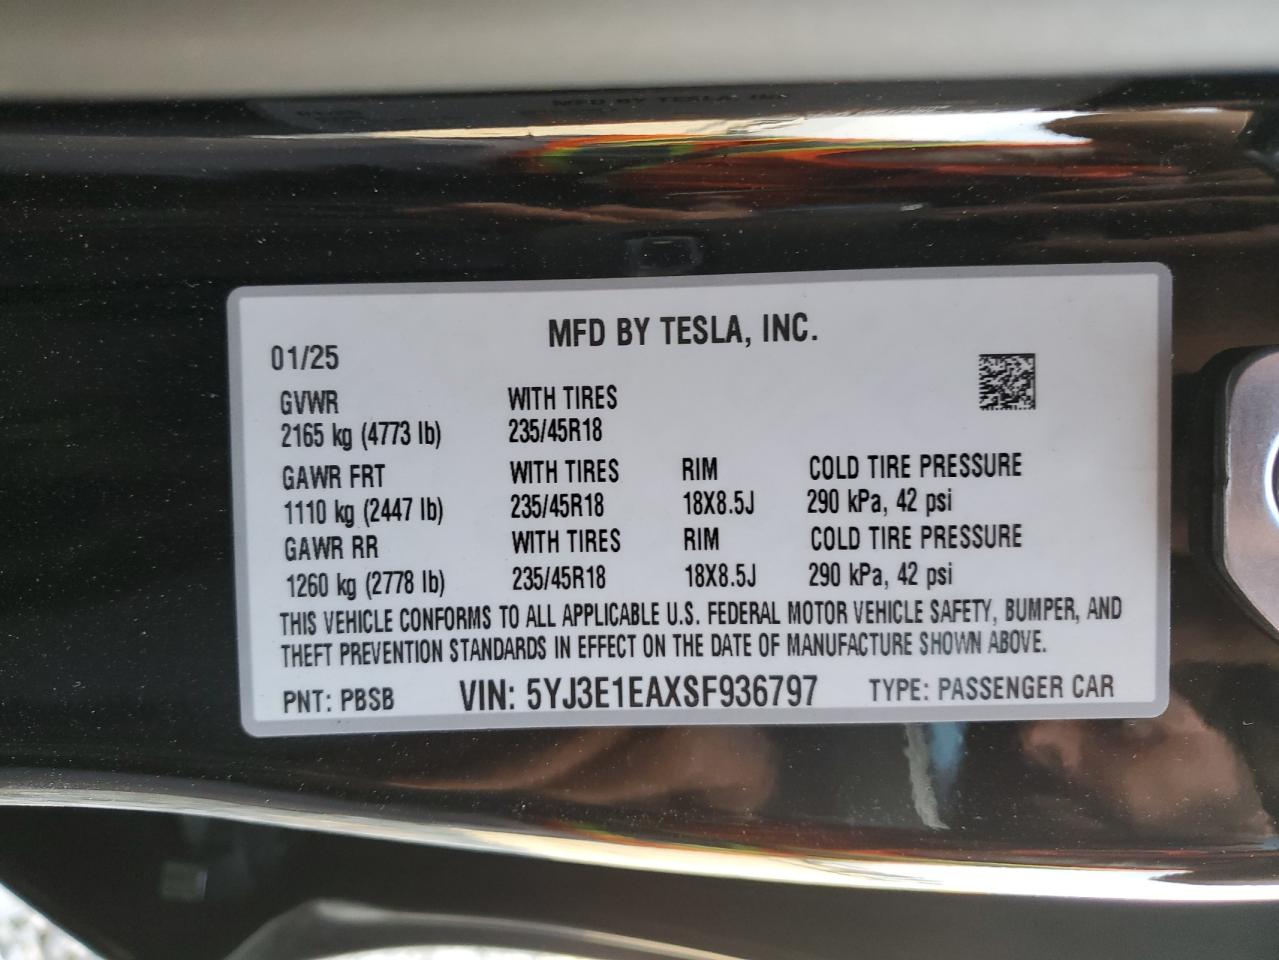 MFD BY TESLA, INC.
01/25
GVWR WITH TIRES
2165 kg (4773 lb) 235/45R18
GAWR FRT WITH TIRES RIM COLD TIRE PRESSURE
1110 kg (2447 lb) 235/45R18 18X8.5J 290 kPa, 42 psi
GAWR RR WITH TIRES RIM COLD TIRE PRESSURE
1260 kg (2778 lb) 235/45R18 18X8.5J 290 kPa, 42 psi
THIS VEHICLE CONFORMS TO ALL APPLICABLE U.S. FEDERAL MOTOR VEHICLE SAFETY, BUMPER, AND
THEFT PREVENTION STANDARDS IN EFFECT ON THE DATE OF MANUFACTURE SHOWN ABOVE.
PNT: PBSB VIN: 5YJ3E1EAXSF936797 TYPE: PASSENGER CAR